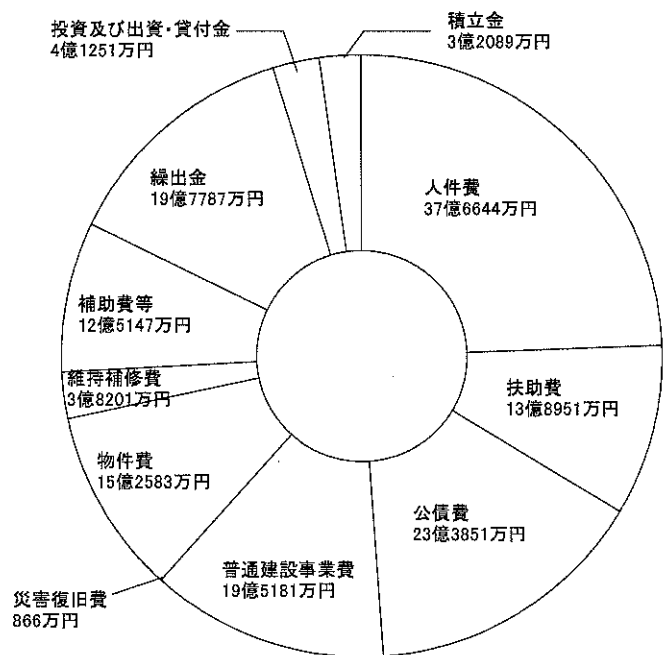 投資及び出資・貸付金
4億1251万円
積立金
3億2089万円
人件費
37億6644万円
扶助費
13億8951万円
公債費
23億3851万円
普通建設事業費
19億5181万円
災害復旧費
866万円
物件費
15億2583万円
維持補修費
3億8201万円
補助費等
12億5147万円
繰出金
19億7787万円